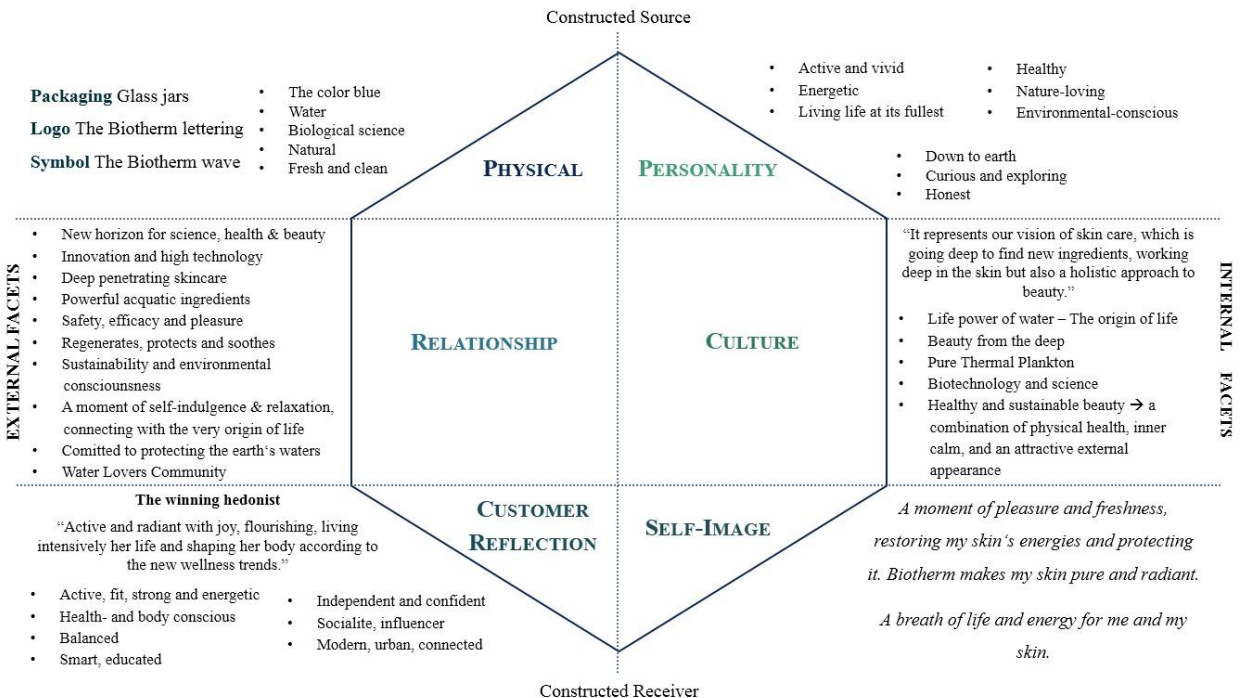 Constructed Source
Packaging Glass jars
Logo The Biotherm lettering
Symbol The Biotherm wave
• The color blue
• Water
• Biological science
• Natural
• Fresh and clean
PHYSICAL
PERSONALITY
• Active and vivid
• Energetic
• Living life at its fullest
• Healthy
• Nature-loving
• Environmental-conscious
• Down to earth
• Curious and exploring
• Honest
EXTERNAL FACETS
• New horizon for science, health & beauty
• Innovation and high technology
• Deep penetrating skincare
• Powerful acquatic ingredients
• Safety, efficacy and pleasure
• Regenerates, protects and soothes
• Sustainability and environmental
consciounsness
• A moment of self-indulgence & relaxation,
connecting with the very origin of life
• Comitted to protecting the earth‘s waters
• Water Lovers Community
RELATIONSHIP
CULTURE
“It represents our vision of skin care, which is
going deep to find new ingredients, working
deep in the skin but also a holistic approach to
beauty.”
• Life power of water – The origin of life
• Beauty from the deep
• Pure Thermal Plankton
• Biotechnology and science
• Healthy and sustainable beauty → a
combination of physical health, inner
calm, and an attractive external
appearance
INTERNAL FACETS
The winning hedonist
“Active and radiant with joy, flourishing, living
intensively her life and shaping her body according to
the new wellness trends.”
• Active, fit, strong and energetic
• Health- and body conscious
• Balanced
• Smart, educated
• Independent and confident
• Socialite, influencer
• Modern, urban, connected
CUSTOMER
REFLECTION
SELF-IMAGE
A moment of pleasure and freshness,
restoring my skin‘s energies and protecting
it. Biotherm makes my skin pure and radiant.
A breath of life and energy for me and my
skin.
Constructed Receiver